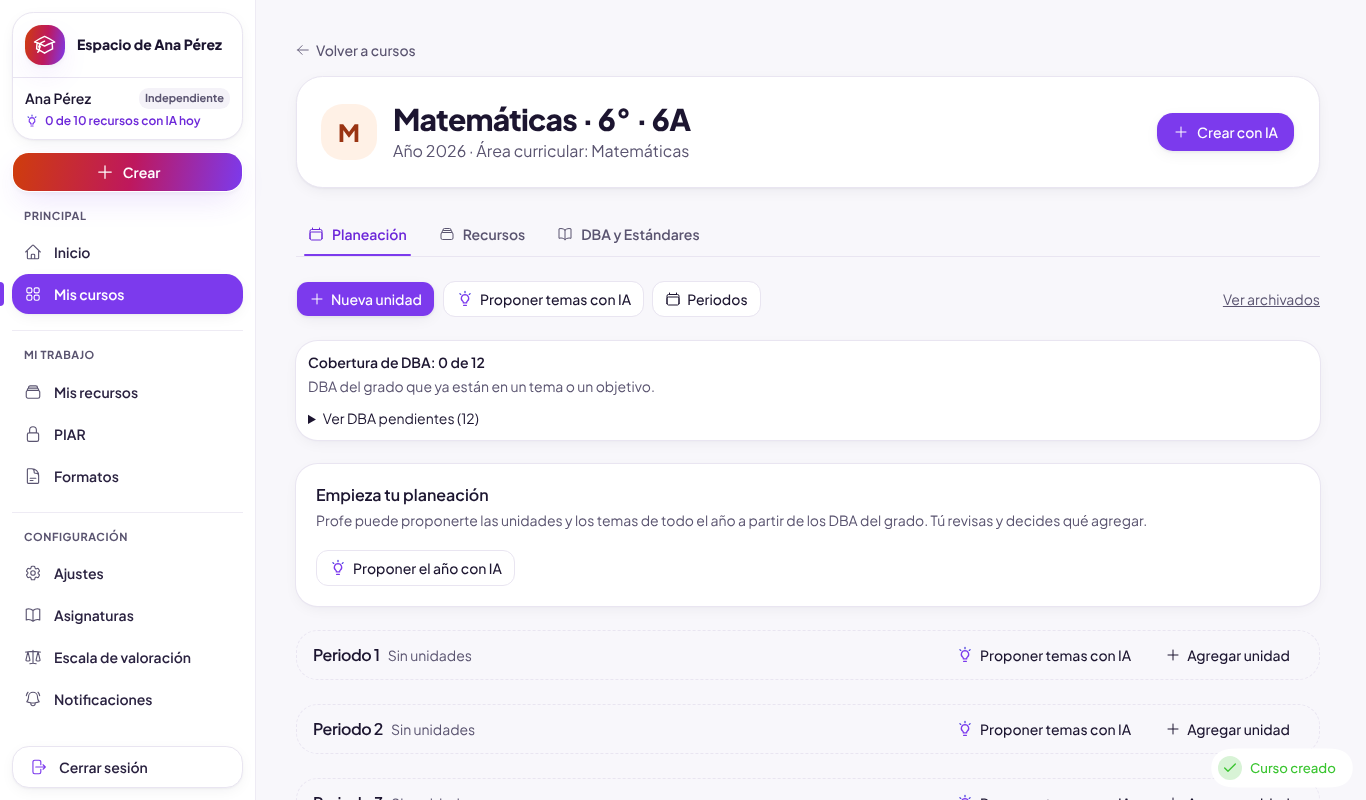 Espacio de Ana Pérez
Ana Pérez
Independiente
0 de 10 recursos con IA hoy
Crear
PRINCIPAL
Inicio
Mis cursos
MI TRABAJO
Mis recursos
PIAR
Formatos
CONFIGURACIÓN
Ajustes
Asignaturas
Escala de valoración
Notificaciones
Cerrar sesión
Volver a cursos
M
Matemáticas · 6° · 6A
Año 2026 · Área curricular: Matemáticas
Crear con IA
Planeación
Recursos
DBA y Estándares
Nueva unidad
Proponer temas con IA
Periodos
Ver archivados
Cobertura de DBA: 0 de 12
DBA del grado que ya están en un tema o un objetivo.
Ver DBA pendientes (12)
Empieza tu planeación
Profe puede proponerte las unidades y los temas de todo el año a partir de los DBA del grado. Tú revisas y decides qué agregar.
Proponer el año con IA
Periodo 1 Sin unidades
Proponer temas con IA
Agregar unidad
Periodo 2 Sin unidades
Proponer temas con IA
Agregar unidad
Curso creado